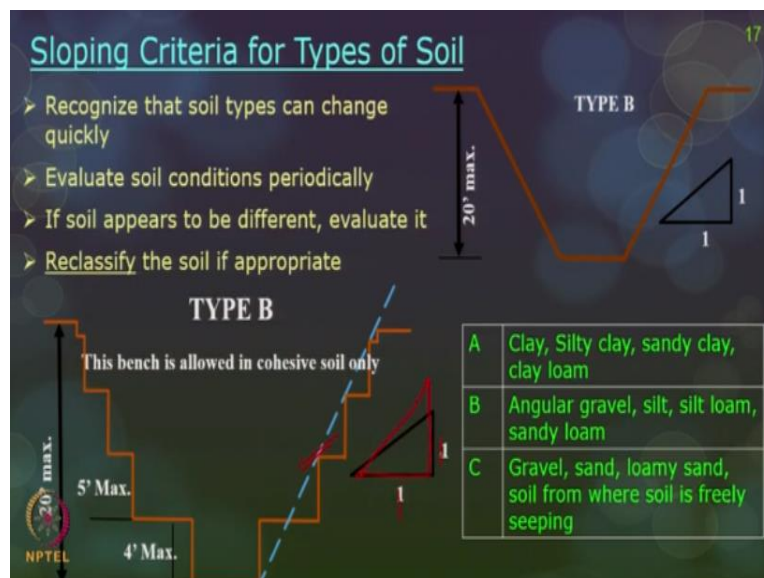 17
Sloping Criteria for Types of Soil
➢ Recognize that soil types can change
quickly
➢ Evaluate soil conditions periodically
➢ If soil appears to be different, evaluate it
➢ Reclassify the soil if appropriate
TYPE B
20' max.
1
1
TYPE B
This bench is allowed in cohesive soil only
20' max.
5' Max.
4' Max.
1
1
A Clay, Silty clay, sandy clay,
clay loam
B Angular gravel, silt, silt loam,
sandy loam
C Gravel, sand, loamy sand,
soil from where soil is freely
seeping
NPTEL